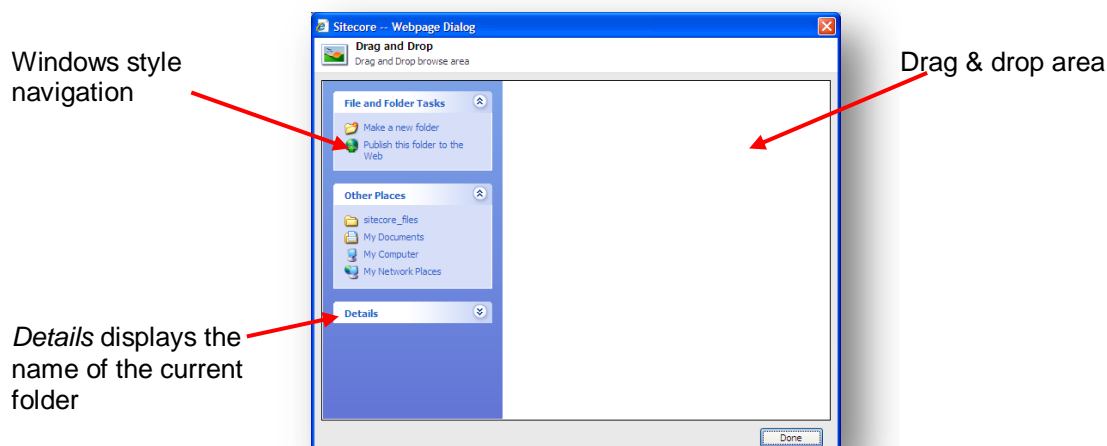 Sitecore -- Webpage Dialog
Drag and Drop
Drag and Drop browse area
Windows style
navigation
Drag & drop area
File and Folder Tasks
Make a new folder
Publish this folder to the
Web
Other Places
sitecore_files
My Documents
My Computer
My Network Places
Details
Details displays the
name of the current
folder
Done